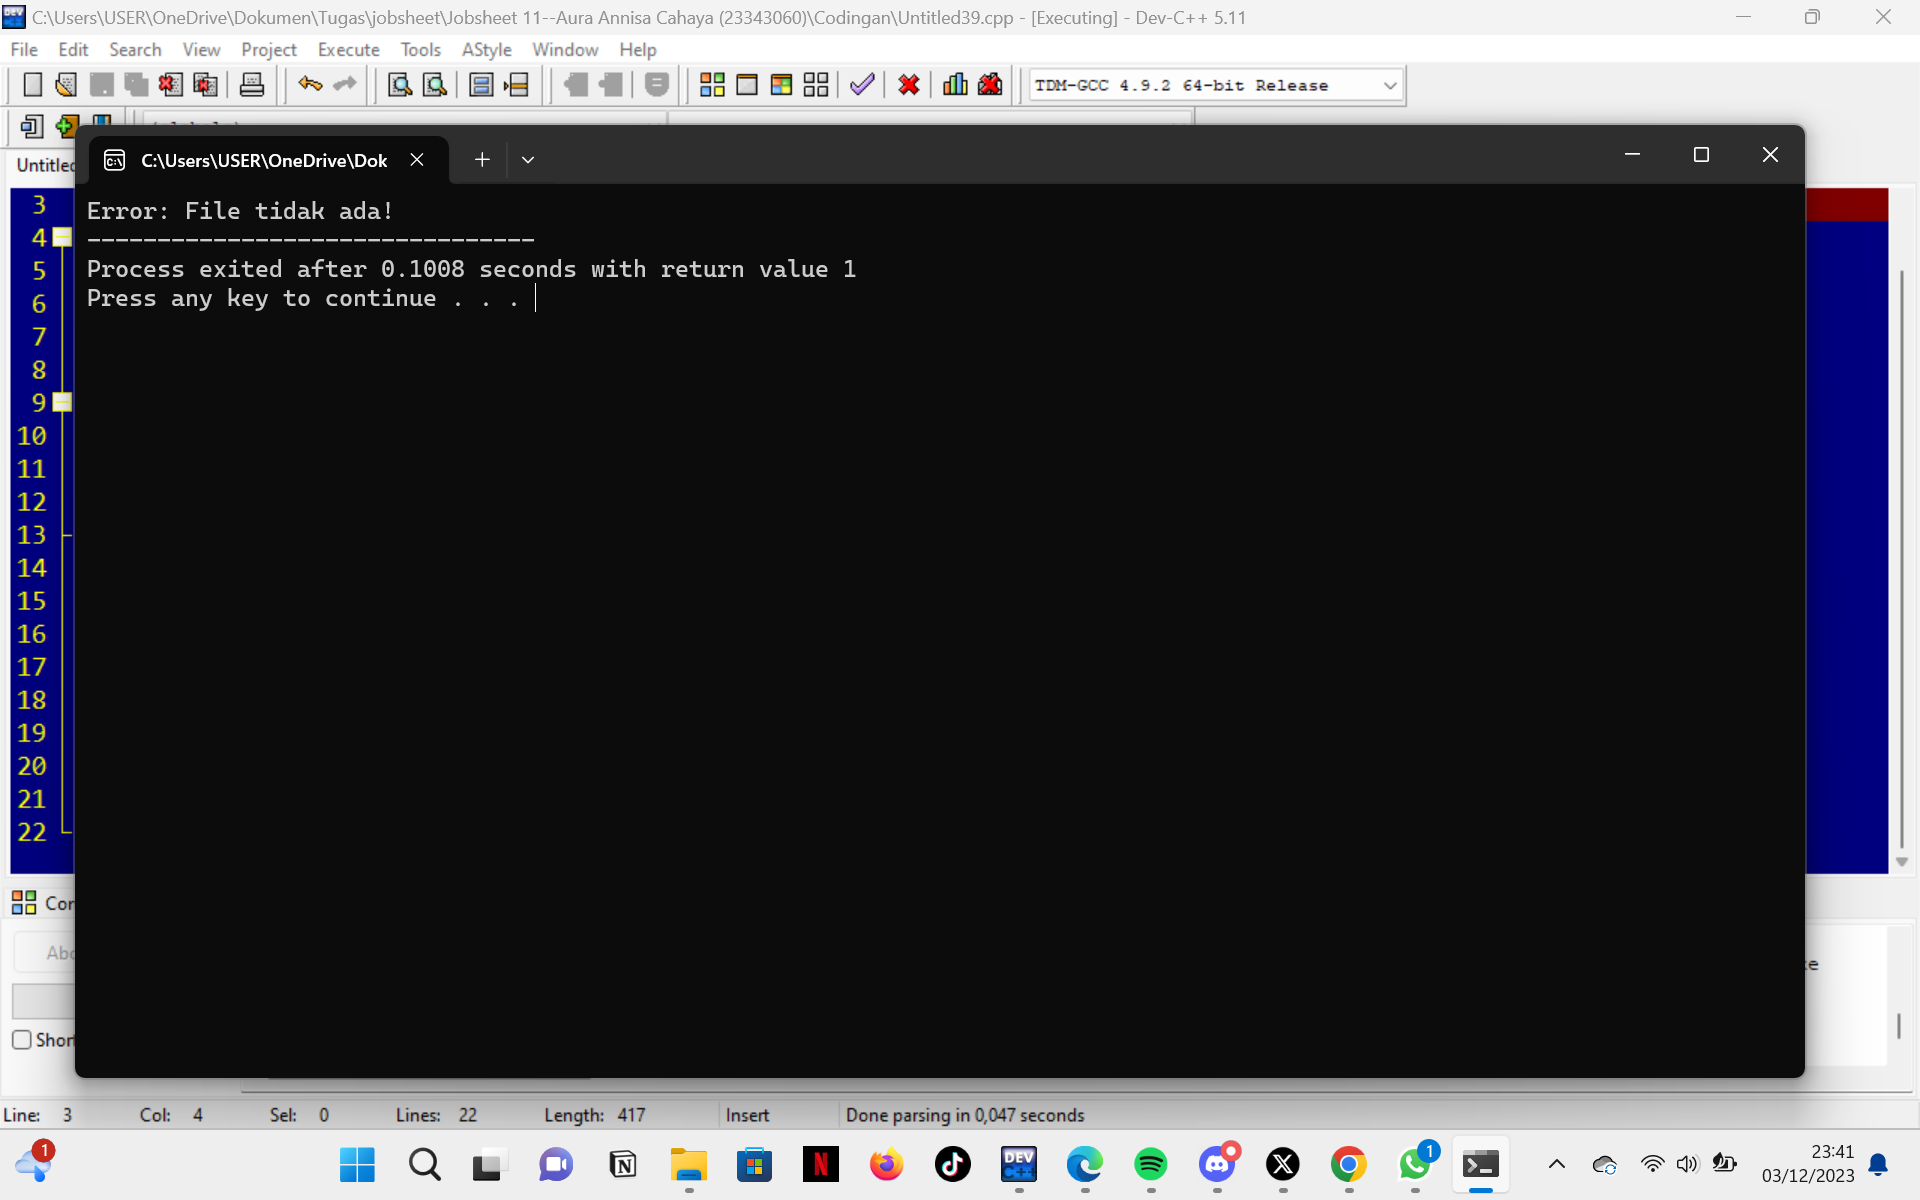 C:\Users\USER\OneDrive\Dokumen\Tugas\jobsheet\Jobsheet 11--Aura Annisa Cahaya (23343060)\Codingan\Untitled39.cpp - [Executing] - Dev-C++ 5.11
File Edit Search View Project Execute Tools AStyle Window Help
TDM-GCC 4.9.2 64-bit Release
C:\Users\USER\OneDrive\Dok
Untitled
Error: File tidak ada!
--------------------------------
Process exited after 0.1008 seconds with return value 1
Press any key to continue . . .
3
4
5
6
7
8
9
10
11
12
13
14
15
16
17
18
19
20
21
22
Shor
Line: 3 Col: 4 Sel: 0 Lines: 22 Length: 417 Insert Done parsing in 0,047 seconds
1
DEV
C++
1
23:41
03/12/2023